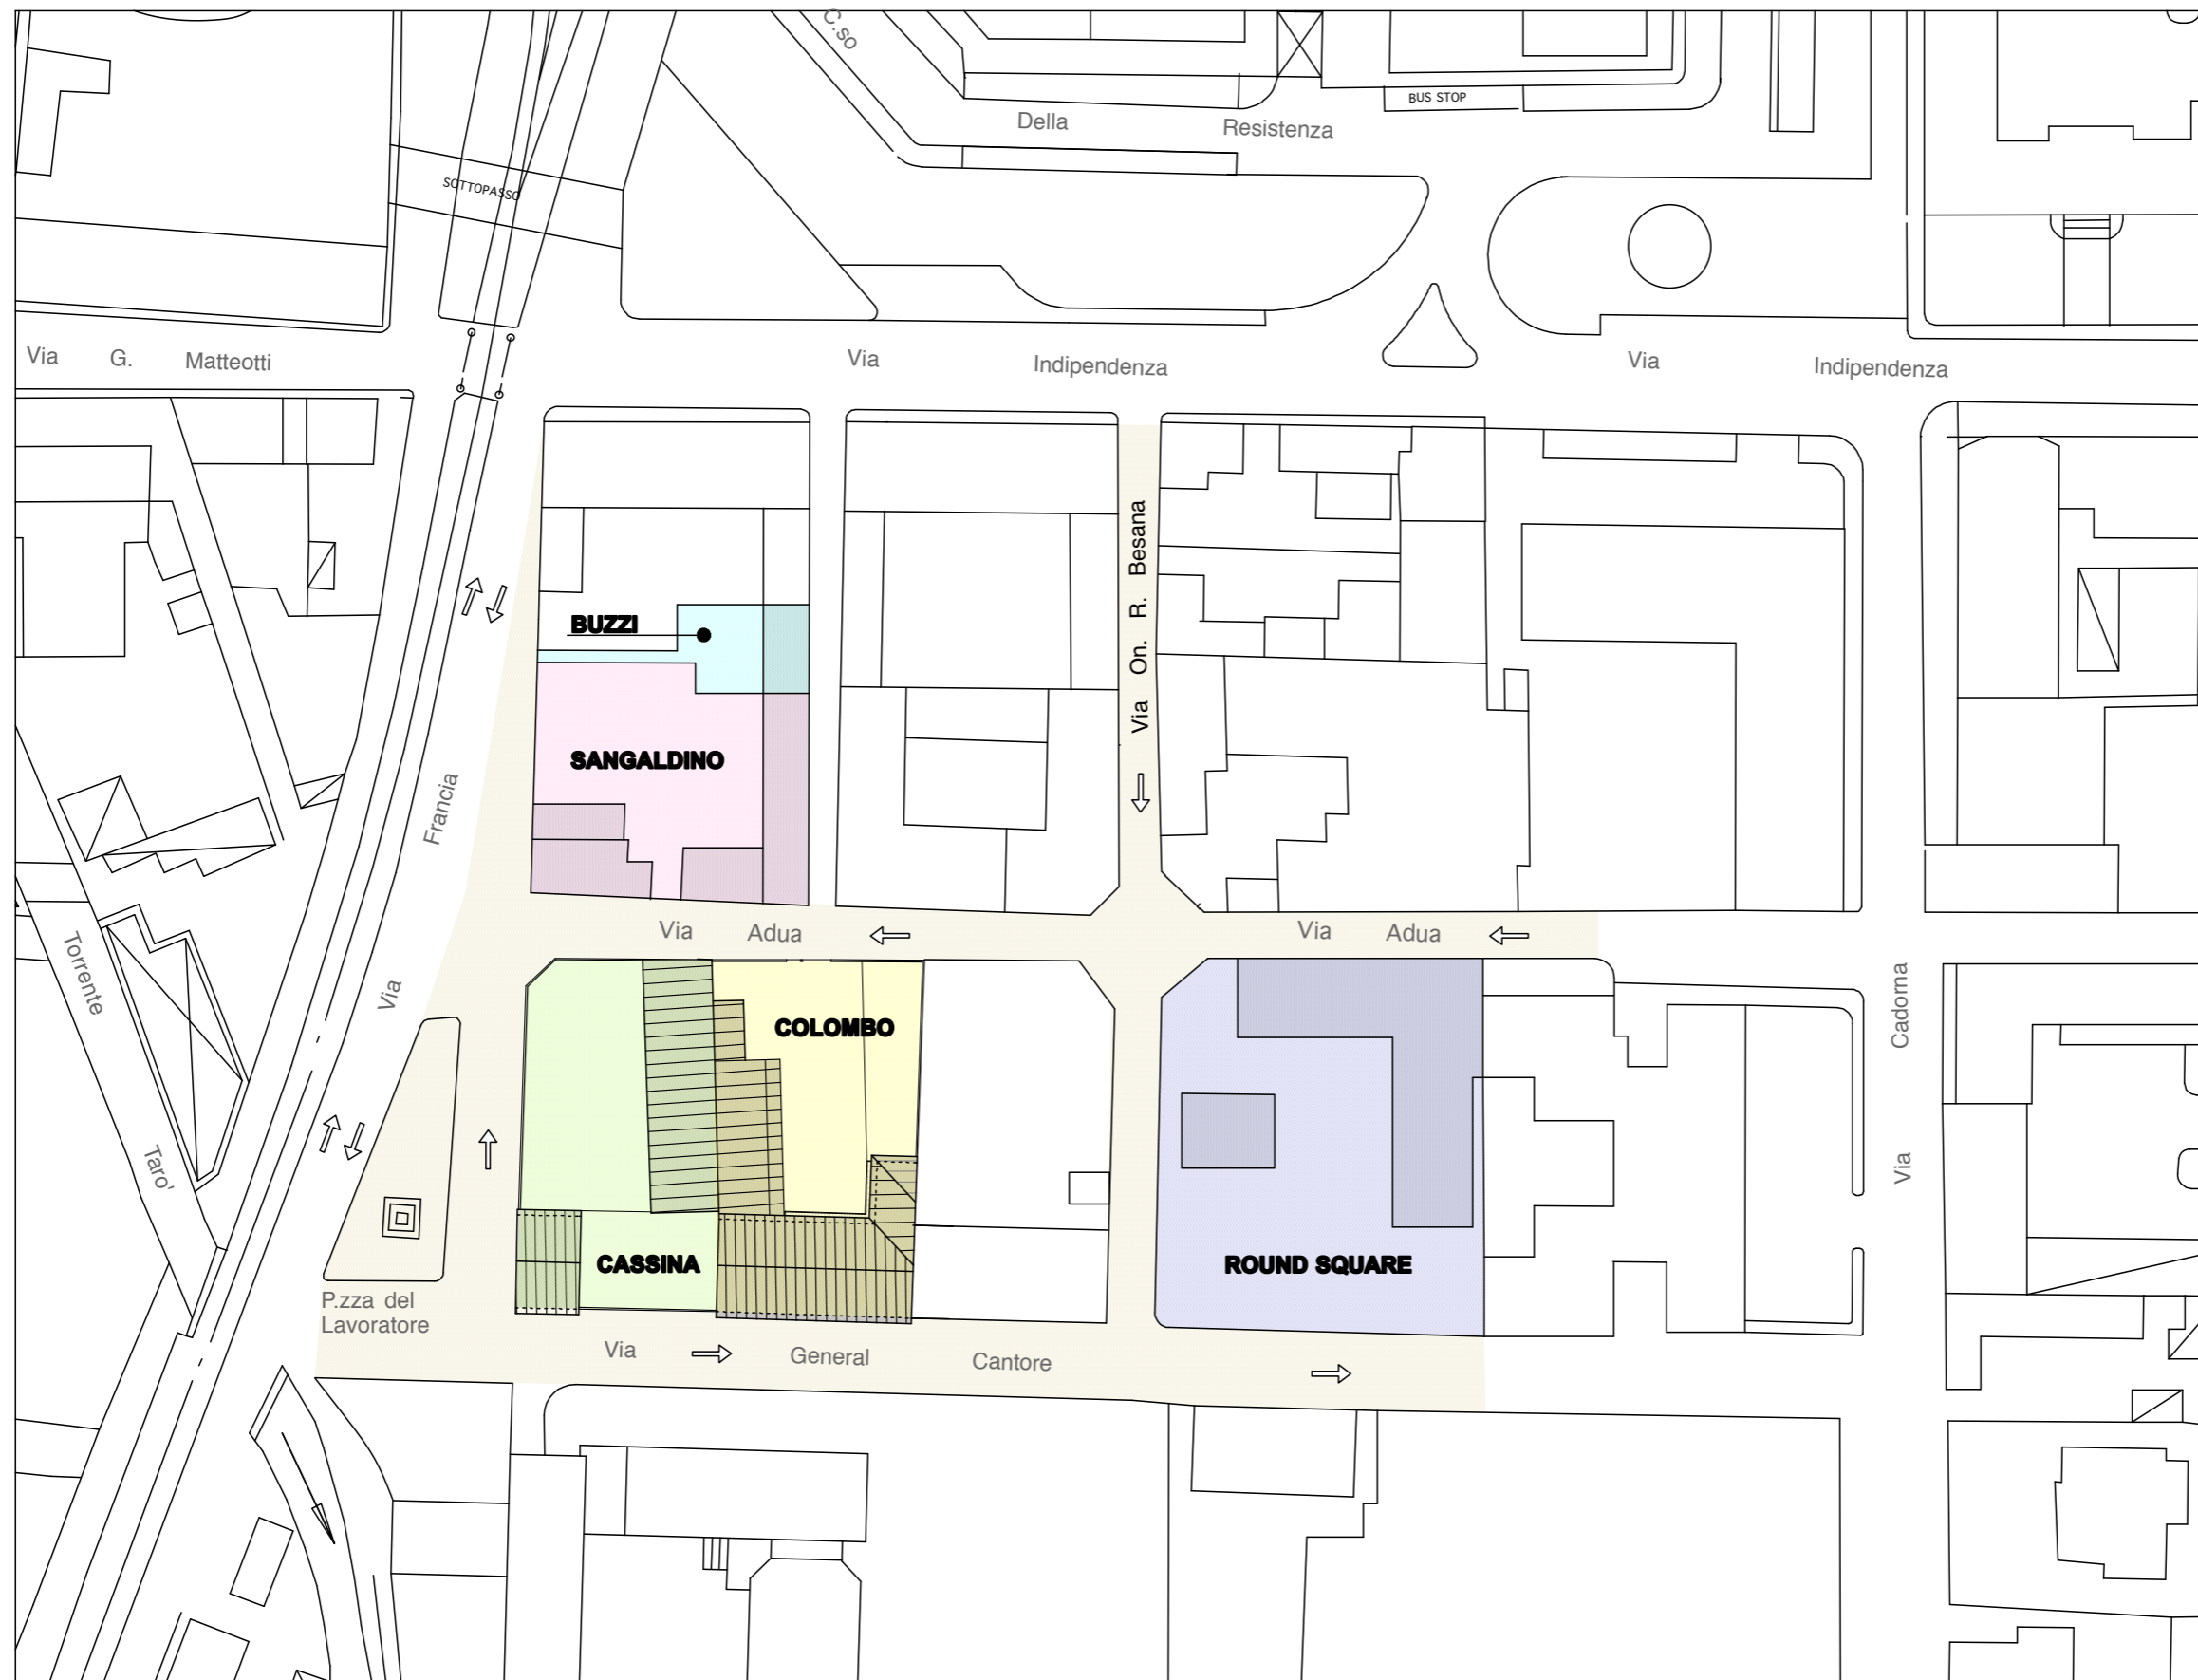 C.so
BUS STOP
Della Resistenza
SOTTOPASSO
Via G. Matteotti
Via Indipendenza
Via Indipendenza
Via On. R. Besana
BUZZI
SANGALDINO
Via Francia
Via Adua
Via Adua
Torrente Taro'
COLOMBO
Via Cadorna
CASSINA
ROUND SQUARE
P.zza del
Lavoratore
Via General Cantore